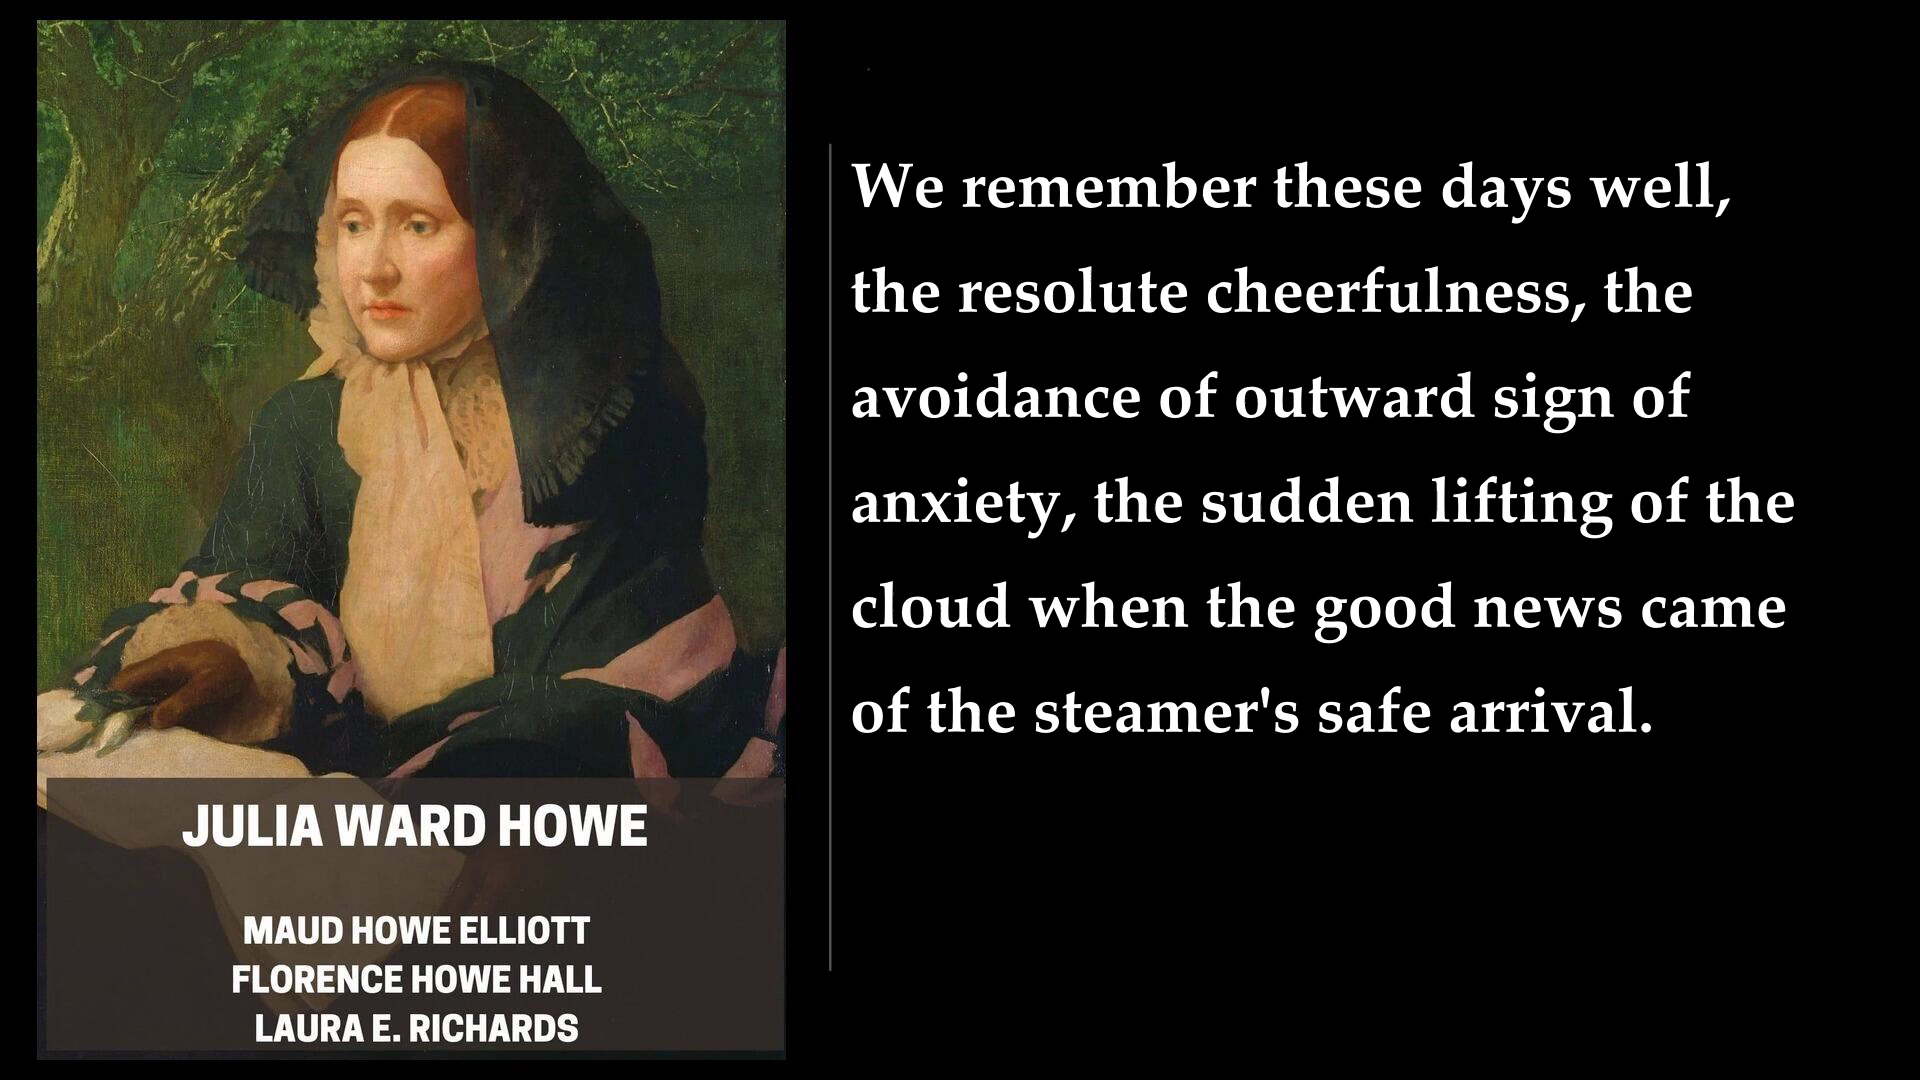 JULIA WARD HOWE
MAUD HOWE ELLIOTT
FLORENCE HOWE HALL
LAURA E. RICHARDS
We remember these days well,
the resolute cheerfulness, the
avoidance of outward sign of
anxiety, the sudden lifting of the
cloud when the good news came
of the steamer's safe arrival.